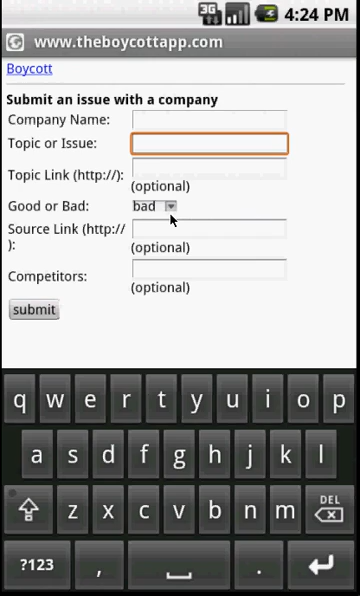 3G 4:24 PM
www.theboycottapp.com
Boycott
Submit an issue with a company
Company Name:
Topic or Issue:
Topic Link (http://):
(optional)
Good or Bad: bad
Source Link (http://
):
(optional)
Competitors:
(optional)
submit
q w e r t y u i o p
a s d f g h j k l
z x c v b n m DEL
?123 , .